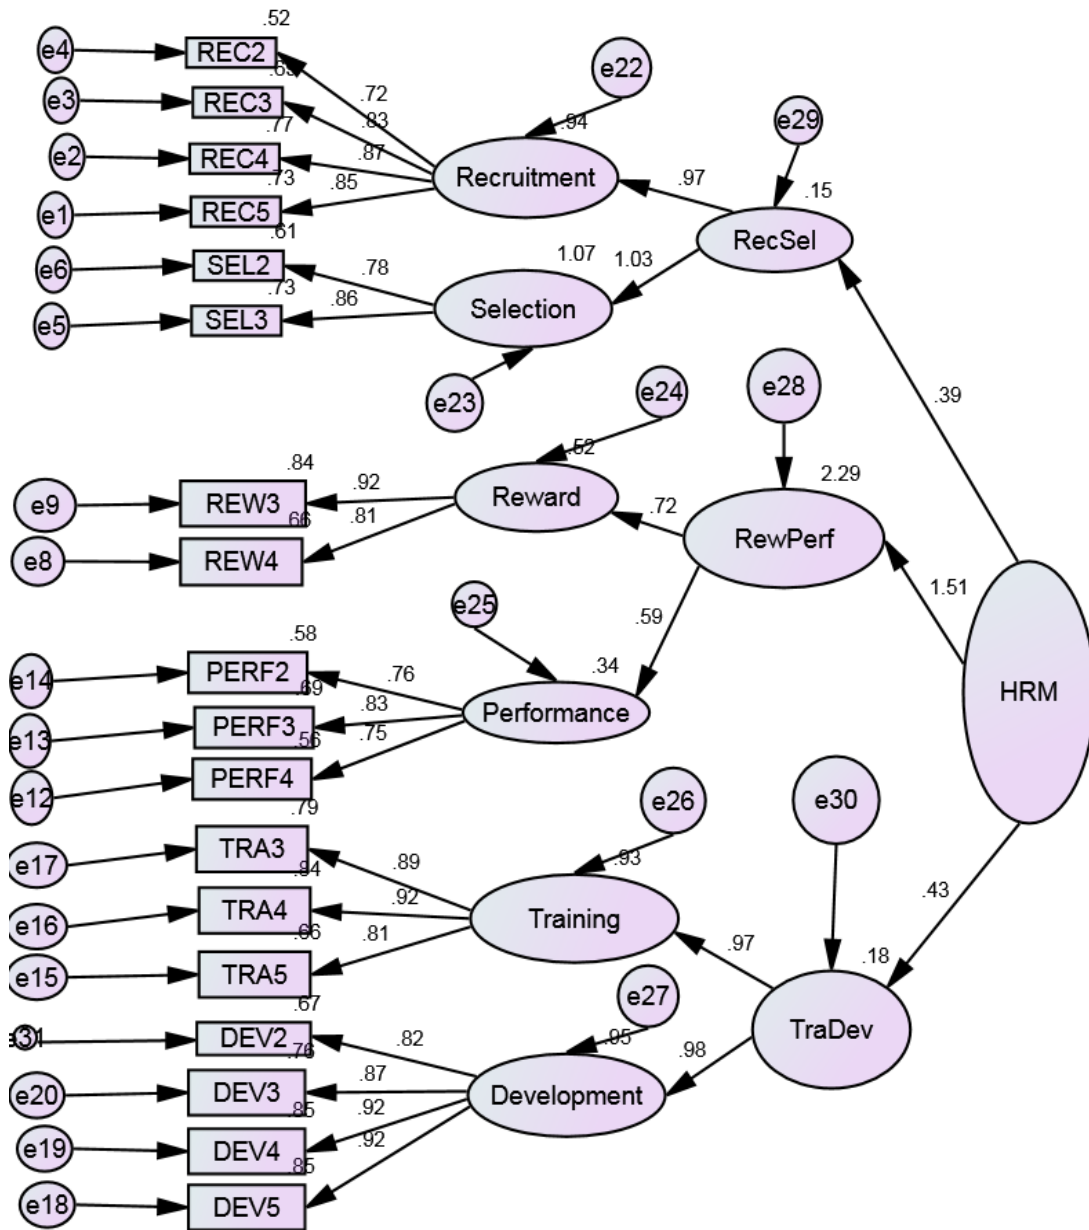 .52
e4
REC2
e22
.63
.72
e3
REC3
.94
e29
.83
.77
e2
REC4
.87
Recruitment
.97
.73
.85
.15
e1
REC5
RecSel
.61
1.07
1.03
e6
SEL2
.78
.73
.86
Selection
e5
SEL3
e23
e24
e28
.39
.52
.84
2.29
e9
REW3
.92
Reward
.72
.66
.81
RewPerf
e8
REW4
1.51
e25
.59
.58
.34
e14
PERF2
.76
HRM
.69
.83
Performance
e13
PERF3
.56
.75
e12
PERF4
e26
e30
.79
e17
TRA3
.89
.93
.84
.92
.43
e16
TRA4
Training
.66
.81
.97
.18
e15
TRA5
e27
.67
e31
DEV2
.82
.95
.98
TraDev
.76
.87
e20
DEV3
Development
.85
.92
e19
DEV4
.92
.85
e18
DEV5